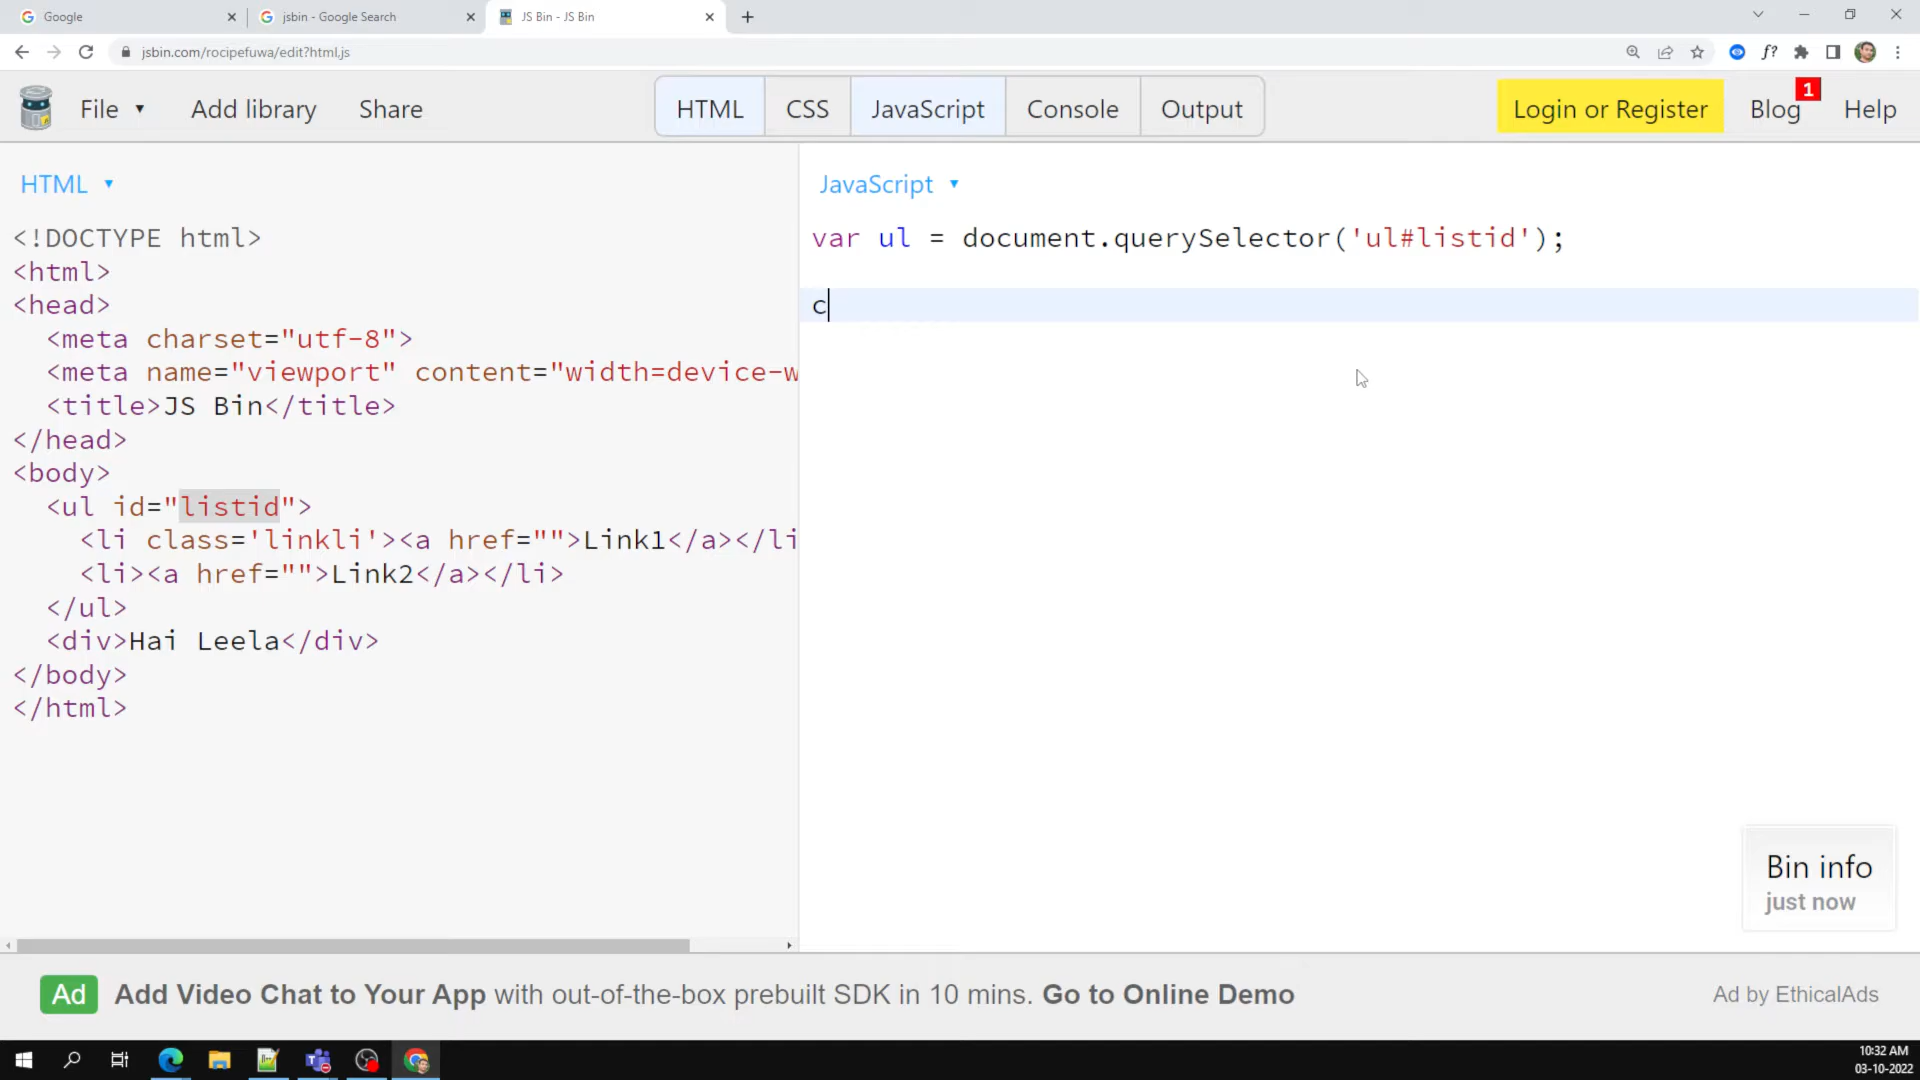 Google
jsbin - Google Search
JS Bin - JS Bin
jsbin.com/rocipefuwa/edit?html,js
f?
File
Add library
Share
HTML
CSS
JavaScript
Console
Output
Login or Register
Blog
1
Help
HTML
<!DOCTYPE html>
<html>
<head>
<meta charset="utf-8">
<meta name="viewport" content="width=device-w
<title>JS Bin</title>
</head>
<body>
<ul id="listid">
<li class='linkli'><a href="">Link1</a></li
<li><a href="">Link2</a></li>
</ul>
<div>Hai Leela</div>
</body>
</html>
JavaScript
var ul = document.querySelector('ul#listid');
c
Bin info
just now
Ad
Add Video Chat to Your App with out-of-the-box prebuilt SDK in 10 mins. Go to Online Demo
Ad by EthicalAds
10:32 AM
03-10-2022